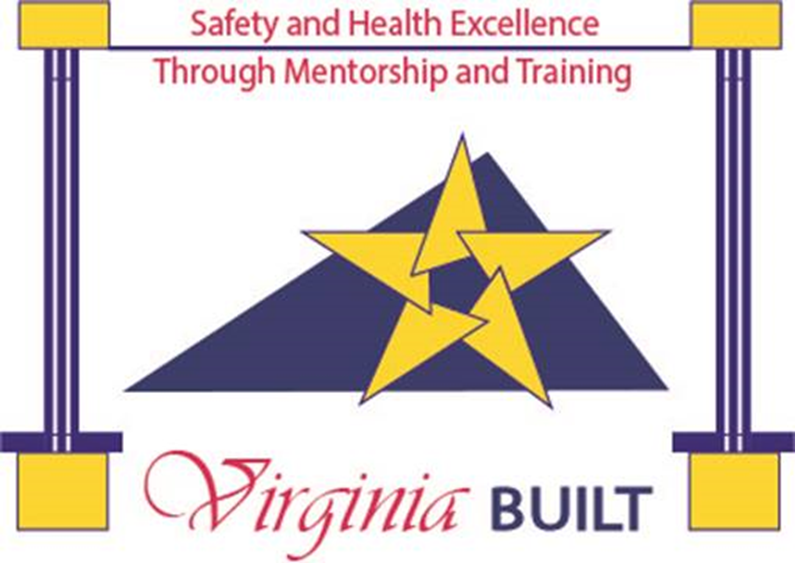 Safety and Health Excellence
Through Mentorship and Training
Virginia BUILT